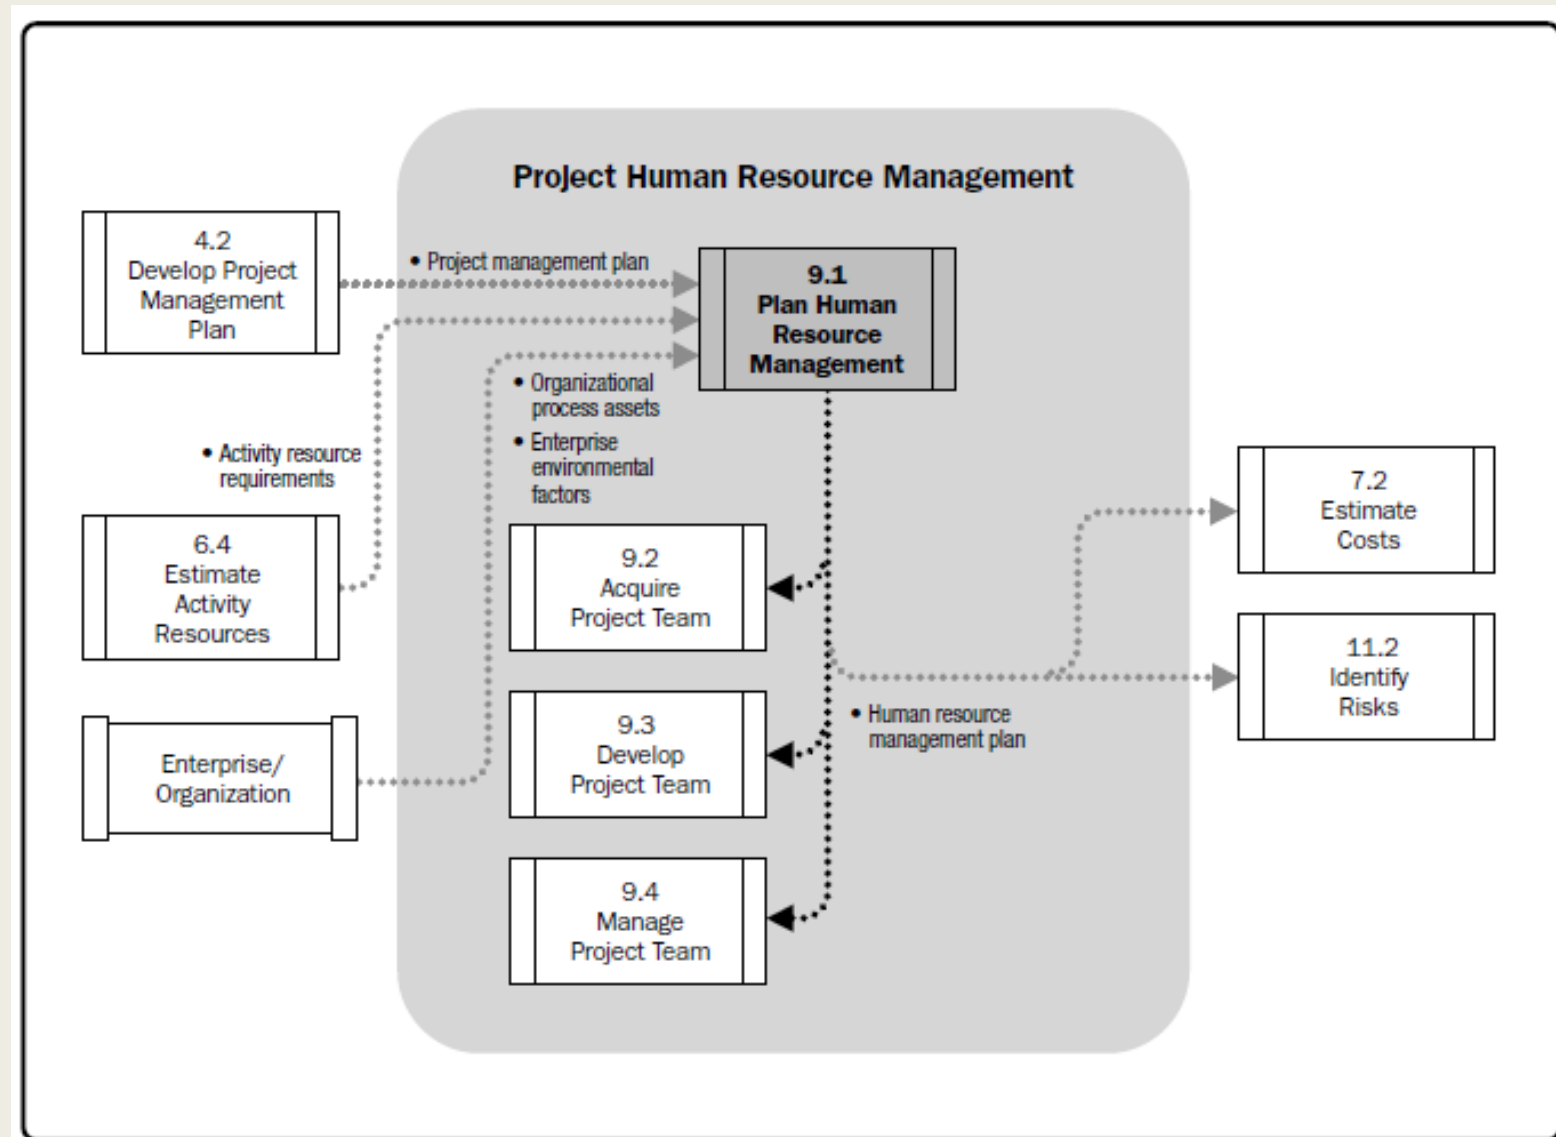 Project Human Resource Management
4.2
Develop Project
Management
Plan
• Project management plan
9.1
Plan Human
Resource
Management
• Organizational
process assets
• Enterprise
environmental
factors
• Activity resource
requirements
6.4
Estimate
Activity
Resources
Enterprise/
Organization
9.2
Acquire
Project Team
9.3
Develop
Project Team
9.4
Manage
Project Team
• Human resource
management plan
7.2
Estimate
Costs
11.2
Identify
Risks